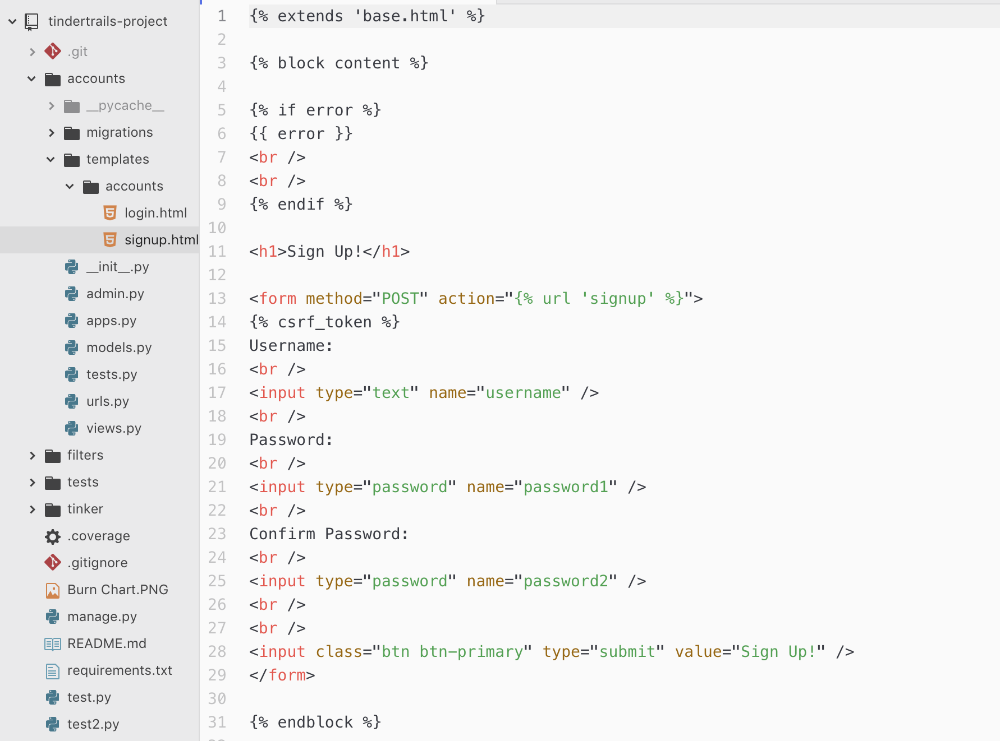 tindertrails-project
.git
accounts
__pycache__
migrations
templates
accounts
login.html
signup.html
__init__.py
admin.py
apps.py
models.py
tests.py
urls.py
views.py
filters
tests
tinker
.coverage
.gitignore
Burn Chart.PNG
manage.py
README.md
requirements.txt
test.py
test2.py
1 {% extends 'base.html' %}
2
3 {% block content %}
4
5 {% if error %}
6 {{ error }}
7 <br />
8 <br />
9 {% endif %}
10
11 <h1>Sign Up!</h1>
12
13 <form method="POST" action="{% url 'signup' %}">
14 {% csrf_token %}
15 Username:
16 <br />
17 <input type="text" name="username" />
18 <br />
19 Password:
20 <br />
21 <input type="password" name="password1" />
22 <br />
23 Confirm Password:
24 <br />
25 <input type="password" name="password2" />
26 <br />
27 <br />
28 <input class="btn btn-primary" type="submit" value="Sign Up!" />
29 </form>
30
31 {% endblock %}